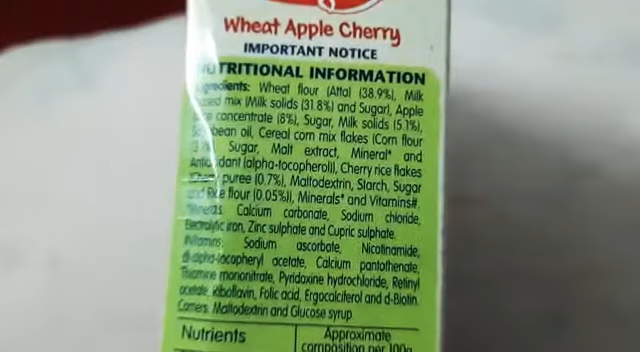 Wheat Apple Cherry
IMPORTANT NOTICE
NUTRITIONAL INFORMATION
Ingredients: Wheat flour (Atta) (38.9%), Milk
based mix (Milk solids (31.8%) and Sugar), Apple
concentrate (8%), Sugar, Milk solids (5.1%),
Soyabean oil, Cereal corn mix flakes (Corn flour
Sugar, Malt extract, Mineral* and
Antioxidant (alpha-tocopherol)), Cherry rice flakes
(Cherry puree (0.7%), Maltodextrin, Starch, Sugar
and Rice flour (0.05%)), Minerals* and Vitamins#.
*Minerals: Calcium carbonate, Sodium chloride,
Electrolytic iron, Zinc sulphate and Cupric sulphate.
#Vitamins: Sodium ascorbate, Nicotinamide,
dl-alpha-tocopheryl acetate, Calcium pantothenate,
Thiamine mononitrate, Pyridoxine hydrochloride, Retinyl
acetate, Riboflavin, Folic acid, Ergocalciferol and d-Biotin.
Carriers: Maltodextrin and Glucose syrup
Nutrients Approximate
composition per 100g